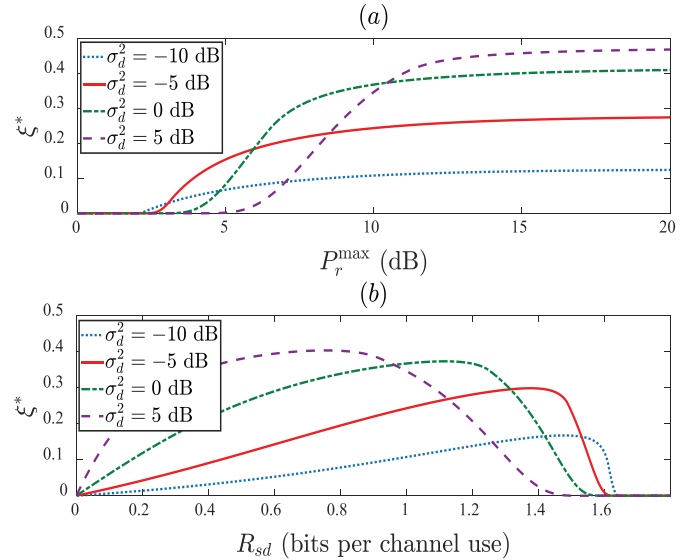 (a)
0.5
0.4
0.3
0.2
0.1
0
ξ*
σ_d^2 = −10 dB
σ_d^2 = −5 dB
σ_d^2 = 0 dB
σ_d^2 = 5 dB
0 5 10 15 20
P_r^max (dB)
(b)
0.5
0.4
0.3
0.2
0.1
0
ξ*
σ_d^2 = −10 dB
σ_d^2 = −5 dB
σ_d^2 = 0 dB
σ_d^2 = 5 dB
0 0.2 0.4 0.6 0.8 1 1.2 1.4 1.6
R_sd (bits per channel use)